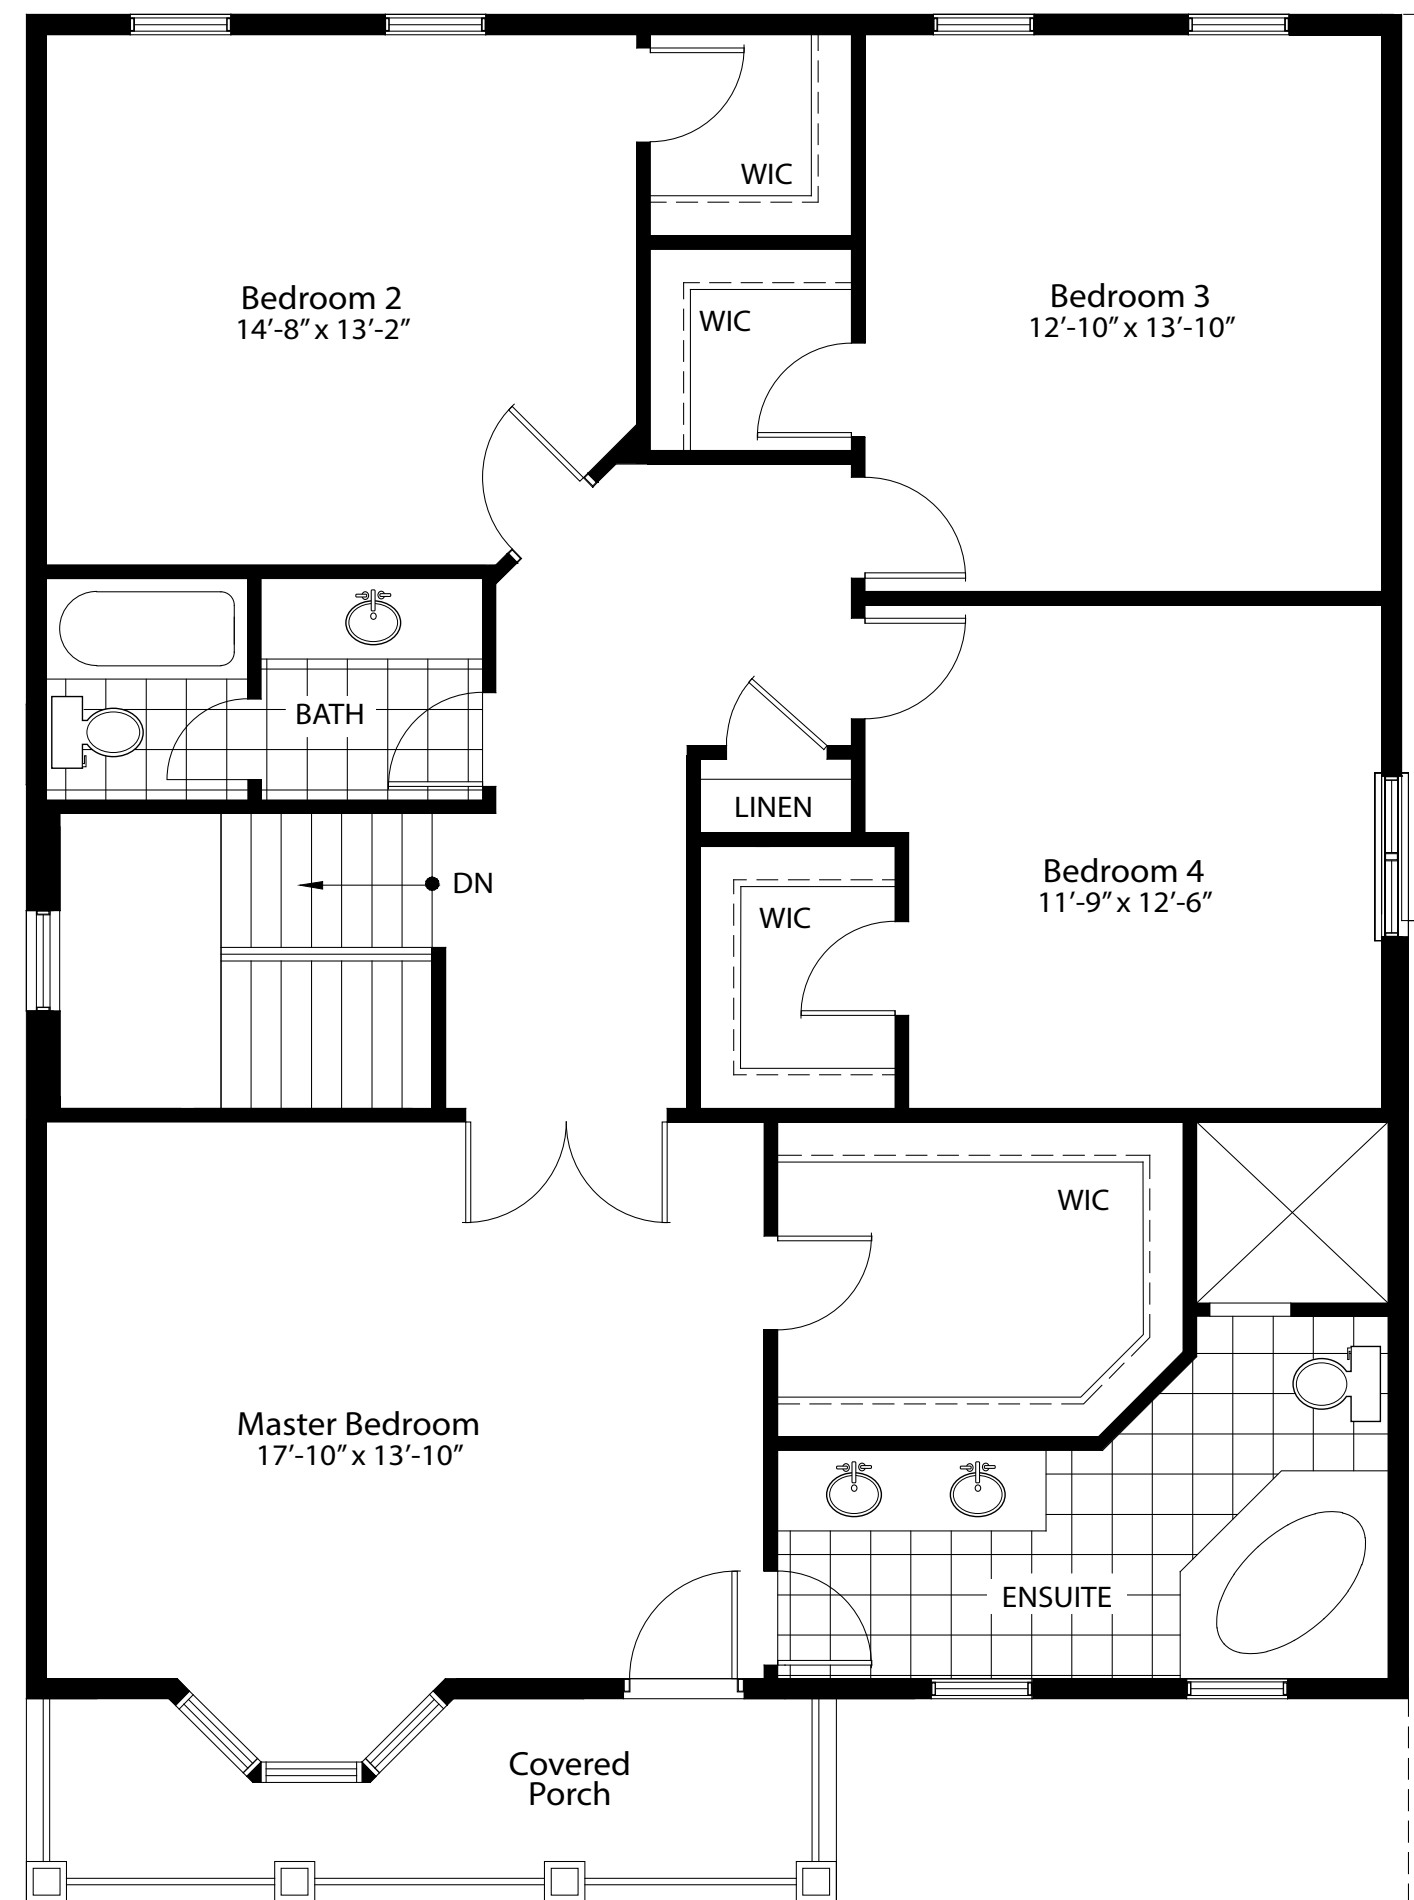 WIC
Bedroom 2
14’-8” x 13’-2”
WIC
Bedroom 3
12’-10” x 13’-10”
BATH
LINEN
DN
WIC
Bedroom 4
11’-9” x 12’-6”
WIC
Master Bedroom
17’-10” x 13’-10”
ENSUITE
Covered
Porch